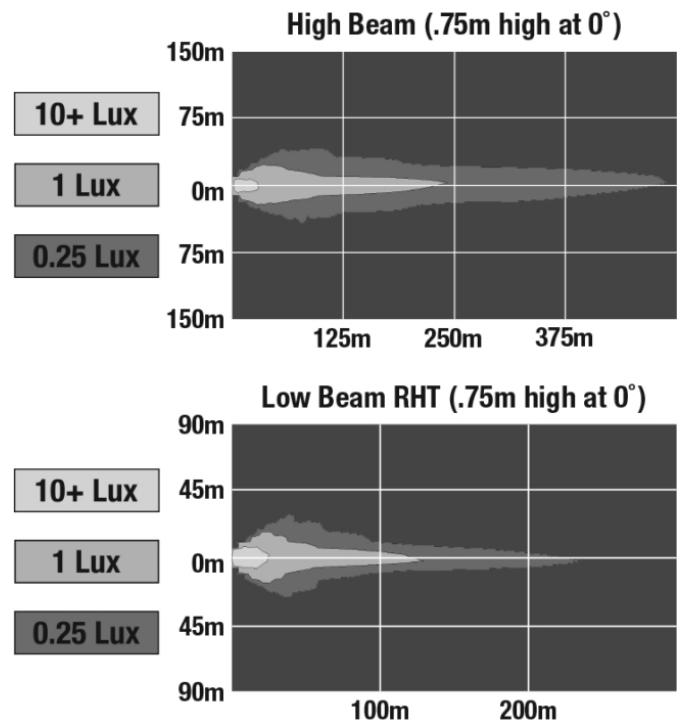 High Beam (.75m high at 0°)
150m
10+ Lux
75m
1 Lux
0m
0.25 Lux
75m
150m
125m 250m 375m
Low Beam RHT (.75m high at 0°)
90m
10+ Lux
45m
1 Lux
0m
0.25 Lux
45m
90m
100m 200m